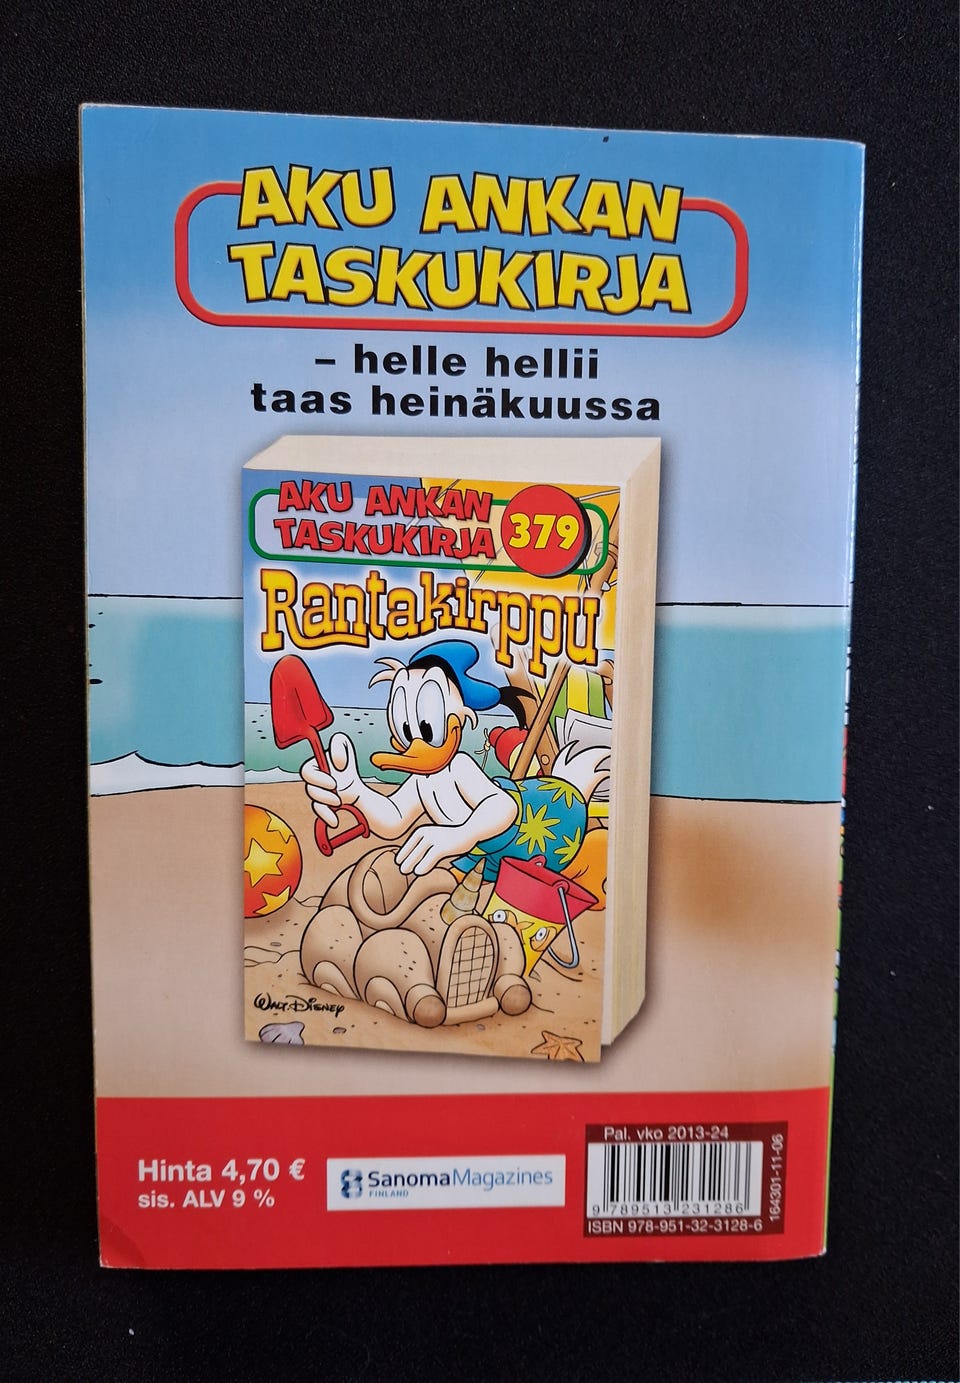 AKU ANKAN
TASKUKIRJA
– helle hellii
taas heinäkuussa
AKU ANKAN
TASKUKIRJA
379
Rantakirppu
WALT DISNEY
Hinta 4,70 €
sis. ALV 9 %
SanomaMagazines
FINLAND
Pal. vko 2013-24
9 789513 231286
ISBN 978-951-32-3128-6
164301-11-06